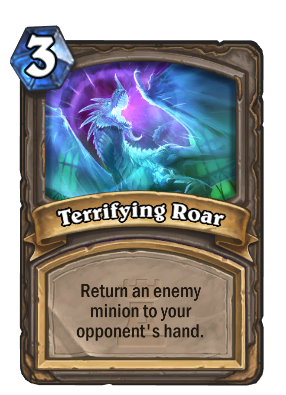 3
Terrifying Roar
Return an enemy
minion to your
opponent's hand.